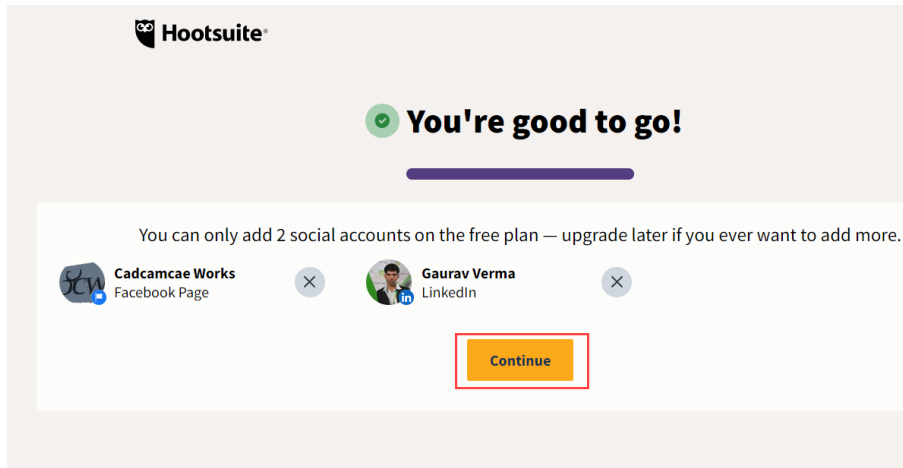 Hootsuite
You're good to go!
You can only add 2 social accounts on the free plan — upgrade later if you ever want to add more.
Cadcamcae Works
Facebook Page
Gaurav Verma
LinkedIn
in
Continue